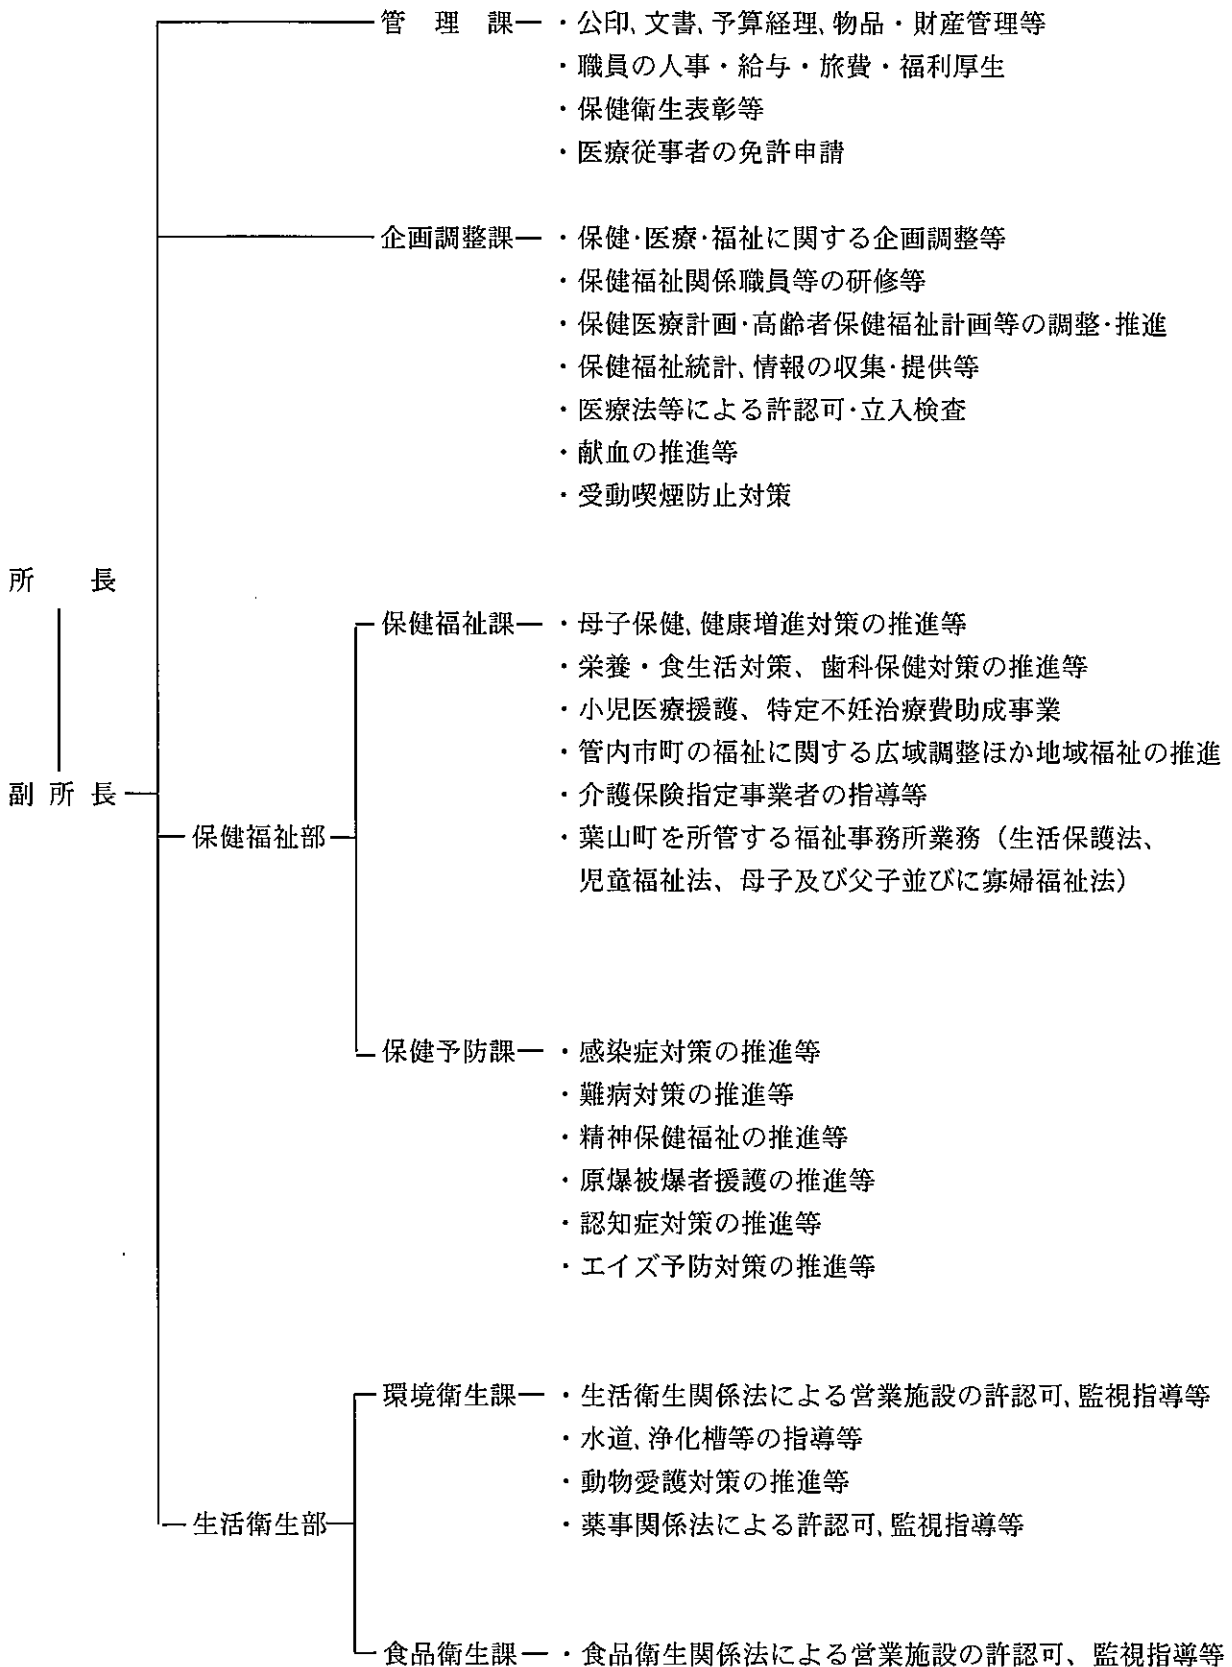 管理課 ・公印、文書、予算経理、物品・財産管理等
・職員の人事・給与・旅費・福利厚生
・保健衛生表彰等
・医療従事者の免許申請
企画調整課 ・保健・医療・福祉に関する企画調整等
・保健福祉関係職員等の研修等
・保健医療計画・高齢者保健福祉計画等の調整・推進
・保健福祉統計、情報の収集・提供等
・医療法等による許認可・立入検査
・献血の推進等
・受動喫煙防止対策
所長
保健福祉課 ・母子保健、健康増進対策の推進等
・栄養・食生活対策、歯科保健対策の推進等
・小児医療援護、特定不妊治療費助成事業
・管内市町の福祉に関する広域調整ほか地域福祉の推進
副所長
・介護保険指定事業者の指導等
保健福祉部
・葉山町を所管する福祉事務所業務（生活保護法、
児童福祉法、母子及び父子並びに寡婦福祉法）
保健予防課 ・感染症対策の推進等
・難病対策の推進等
・精神保健福祉の推進等
・原爆被爆者援護の推進等
・認知症対策の推進等
・エイズ予防対策の推進等
環境衛生課 ・生活衛生関係法による営業施設の許認可、監視指導等
・水道、浄化槽等の指導等
・動物愛護対策の推進等
生活衛生部
・薬事関係法による許認可、監視指導等
食品衛生課 ・食品衛生関係法による営業施設の許認可、監視指導等